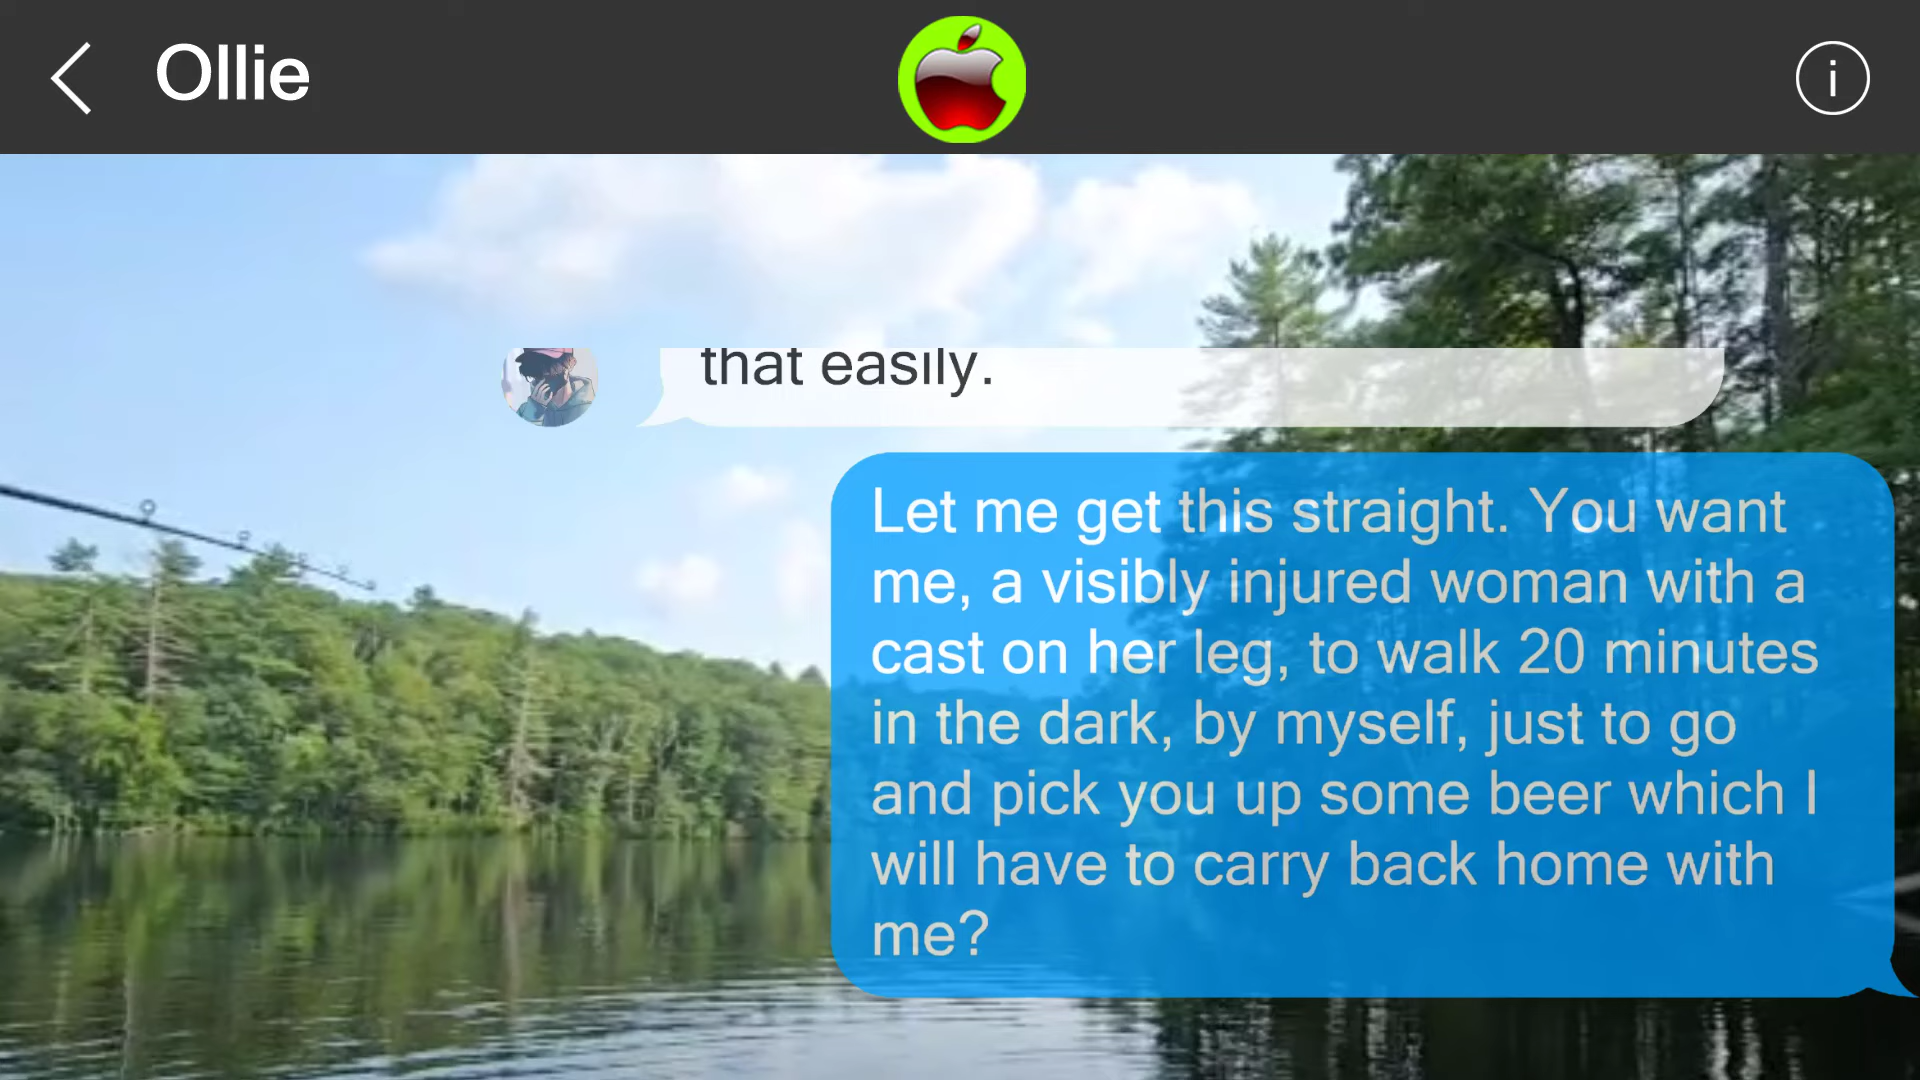 Ollie
i
that easily.
Let me get this straight. You want
me, a visibly injured woman with a
cast on her leg, to walk 20 minutes
in the dark, by myself, just to go
and pick you up some beer which I
will have to carry back home with
me?